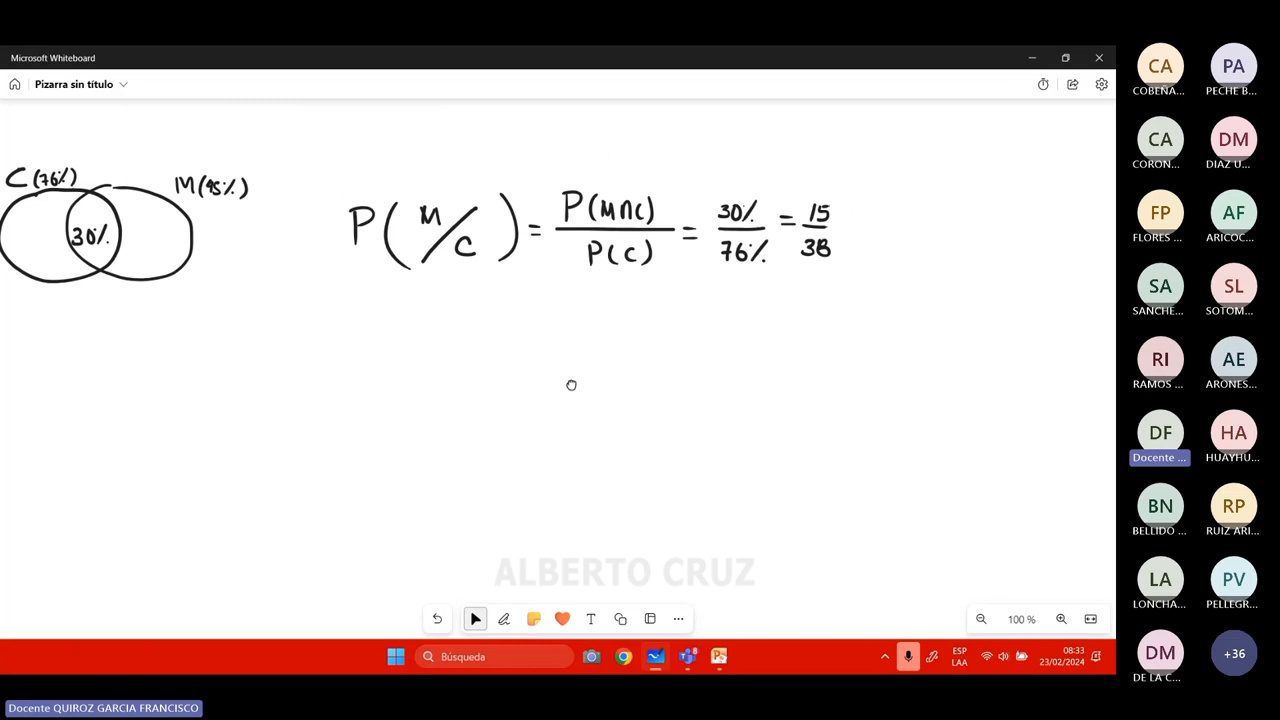 Microsoft Whiteboard
Pizarra sin título
C (76%)
M (45%)
30%
P(M/C) = P(M∩C)/P(C) = 30%/76% = 15/38
ALBERTO CRUZ
100 %
Búsqueda
8
ESP
LAA
08:33
23/02/2024
CA
COBEÑA...
PA
PECHE B...
CA
CORON...
DM
DIAZ U...
FP
FLORES ...
AF
ARICOC...
SA
SANCHE...
SL
SOTOM...
RI
RAMOS ...
AE
ARONES...
DF
Docente ...
HA
HUAYHU...
BN
BELLIDO ...
RP
RUIZ ARI...
LA
LONCHA...
PV
PELLEGR...
DM
DE LA C...
+36
Docente QUIROZ GARCIA FRANCISCO